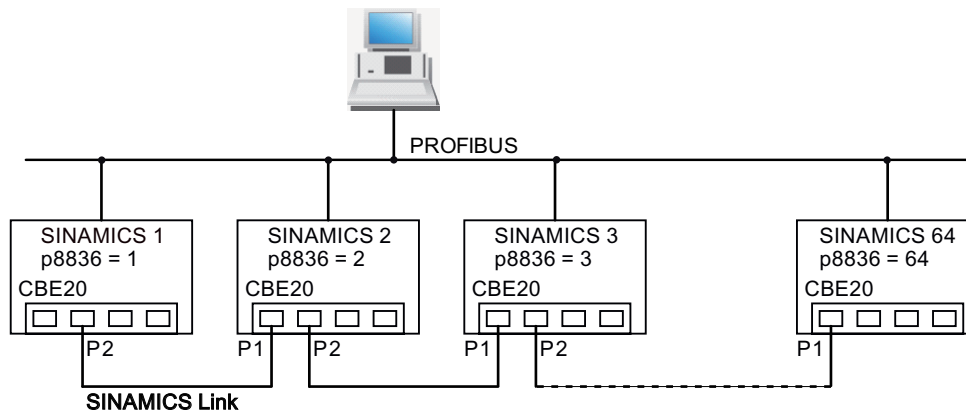 PROFIBUS
SINAMICS 1
p8836 = 1
CBE20
P2
SINAMICS 2
p8836 = 2
CBE20
P1 P2
SINAMICS 3
p8836 = 3
CBE20
P1 P2
SINAMICS 64
p8836 = 64
CBE20
P1
SINAMICS Link